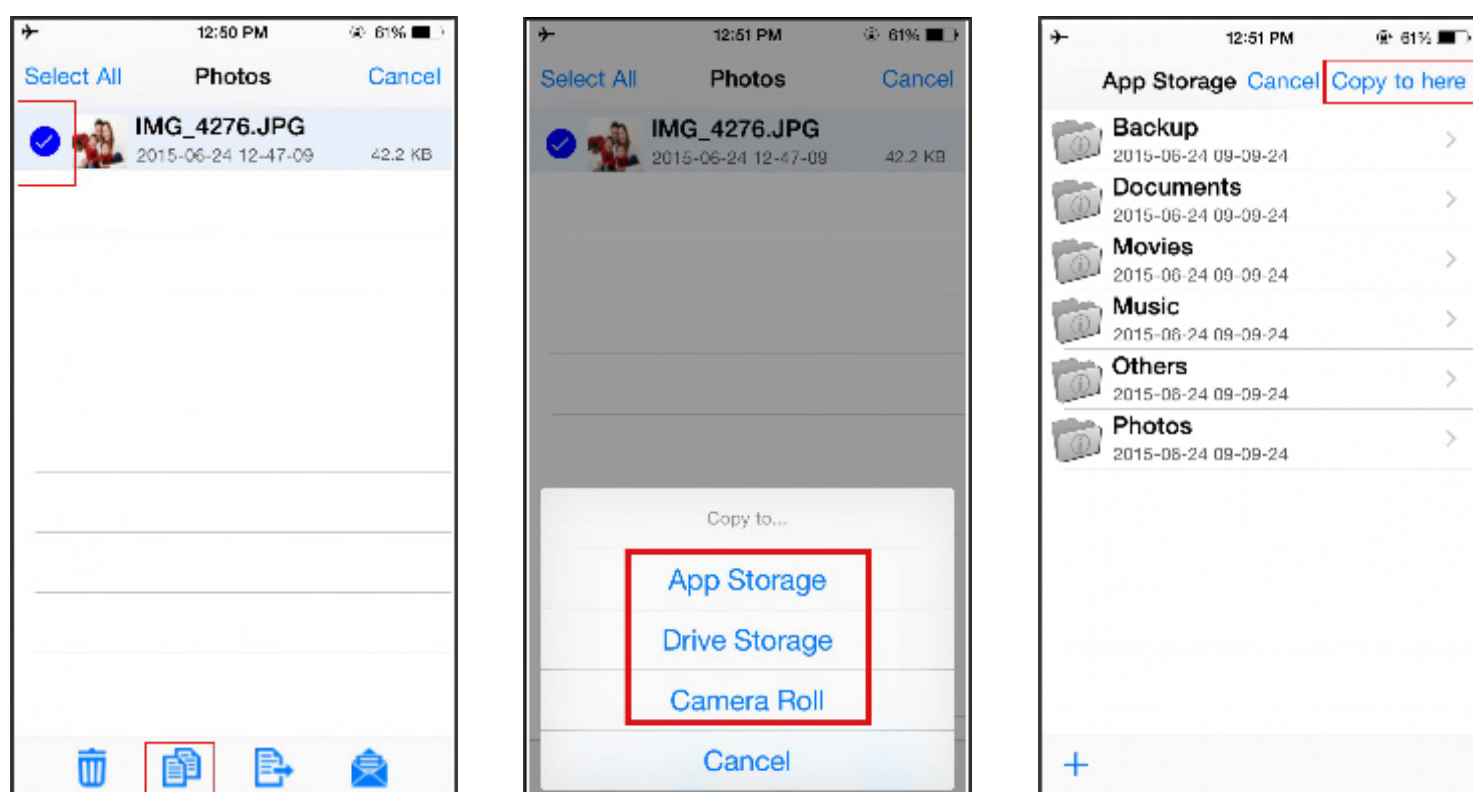 12:50 PM
61%
Select All
Photos
Cancel
IMG_4276.JPG
2015-06-24 12-47-09
42.2 KB
12:51 PM
61%
Select All
Photos
Cancel
IMG_4276.JPG
2015-06-24 12-47-09
42.2 KB
Copy to...
App Storage
Drive Storage
Camera Roll
Cancel
12:51 PM
61%
App Storage
Cancel
Copy to here
Backup
2015-06-24 09-09-24
Documents
2015-06-24 09-09-24
Movies
2015-06-24 09-09-24
Music
2015-06-24 09-09-24
Others
2015-06-24 09-09-24
Photos
2015-06-24 09-09-24